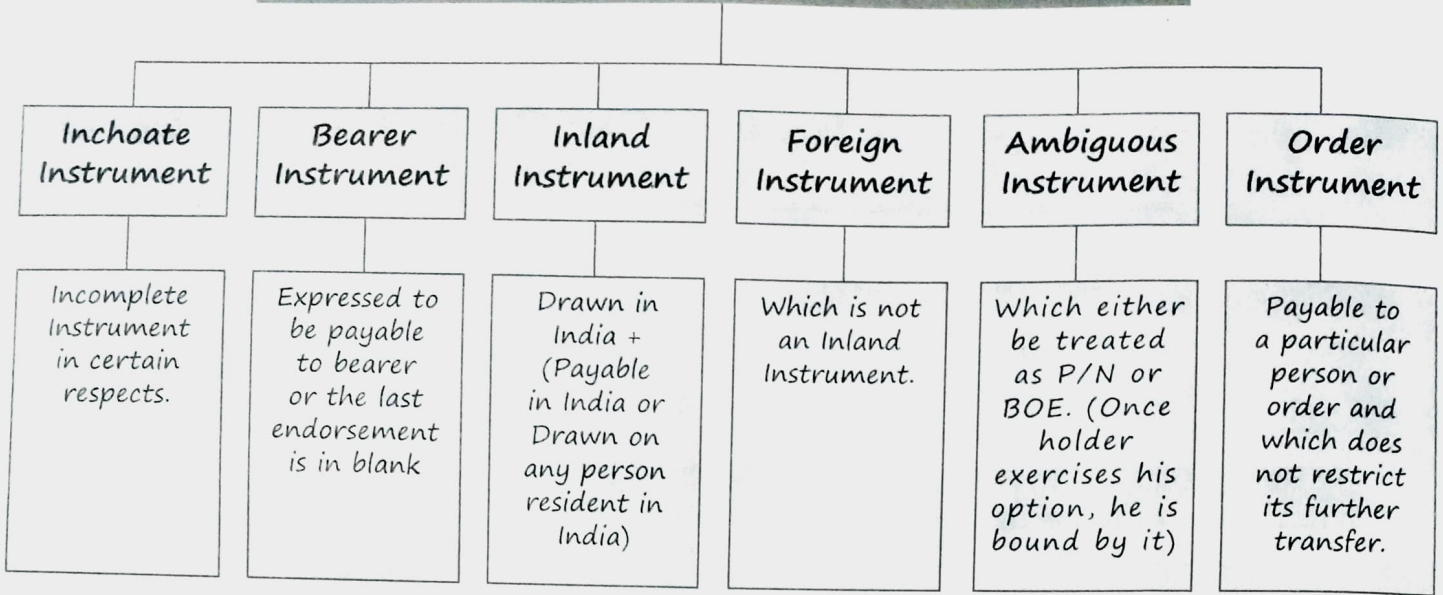 Inchoate
Instrument
Bearer
Instrument
Inland
Instrument
Foreign
Instrument
Ambiguous
Instrument
Order
Instrument
Incomplete
Instrument
in certain
respects.
Expressed to
be payable
to bearer
or the last
endorsement
is in blank
Drawn in
India +
(Payable
in India or
Drawn on
any person
resident in
India)
Which is not
an Inland
Instrument.
Which either
be treated
as P/N or
BOE. (Once
holder
exercises his
option, he is
bound by it)
Payable to
a particular
person or
order and
which does
not restrict
its further
transfer.